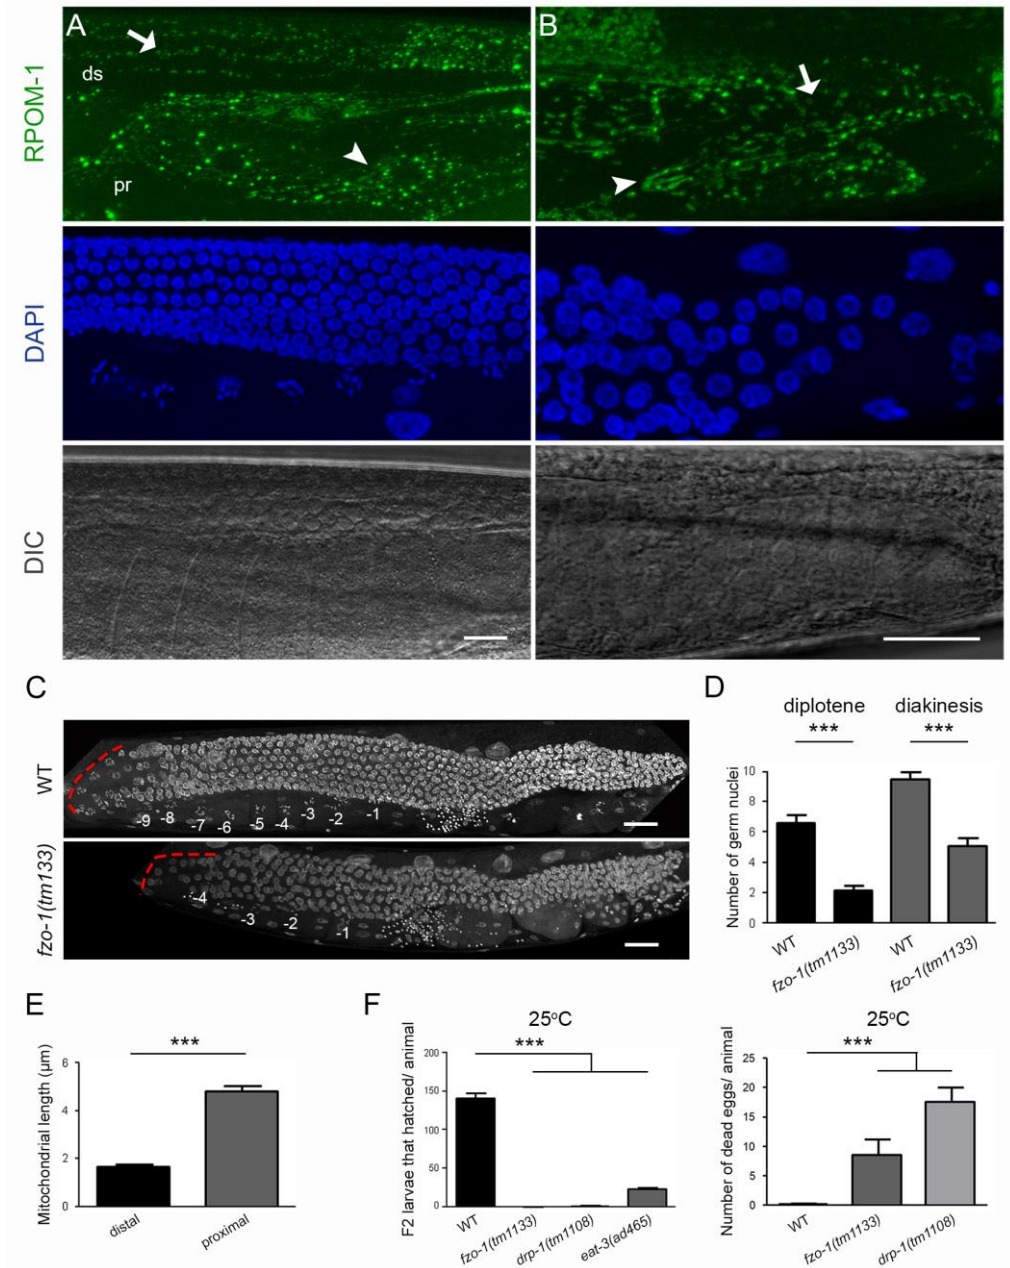 A
B
RPOM-1
ds
pr
DAPI
DIC
C
WT
-9 -8 -7 -6 -5 -4 -3 -2 -1
fzo-1(tm1133)
-4 -3 -2 -1
D
diplotene diakinesis
*** ***
Number of germ nuclei
10
8
6
4
2
0
WT
fzo-1(tm1133)
WT
fzo-1(tm1133)
E
***
Mitochondrial length (µm)
6
4
2
0
distal
proximal
F
25°C
***
F2 larvae that hatched/ animal
200
150
100
50
0
WT
fzo-1(tm1133)
drp-1(tm1108)
eat-3(ad465)
25°C
***
Number of dead eggs/ animal
25
20
15
10
5
0
WT
fzo-1(tm1133)
drp-1(tm1108)